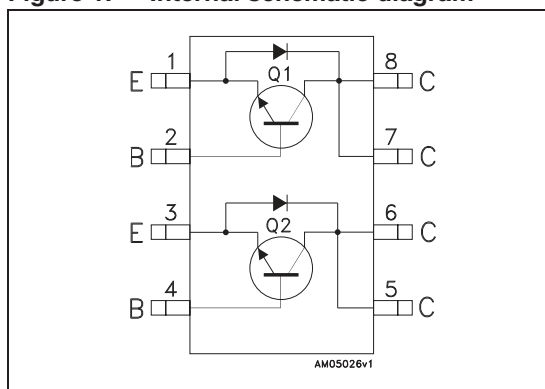 Figure 1. Internal schematic diagram
1 8
E Q1 C
2 7
B C
3 6
E Q2 C
4 5
B C
AM05026v1